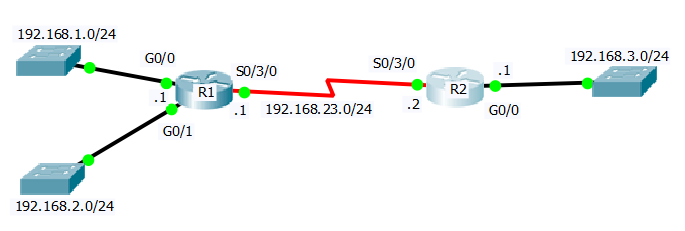 192.168.1.0/24
G0/0
S0/3/0
R1
.1
.1
G0/1
192.168.2.0/24
192.168.23.0/24
S0/3/0
.2
R2
.1
G0/0
192.168.3.0/24